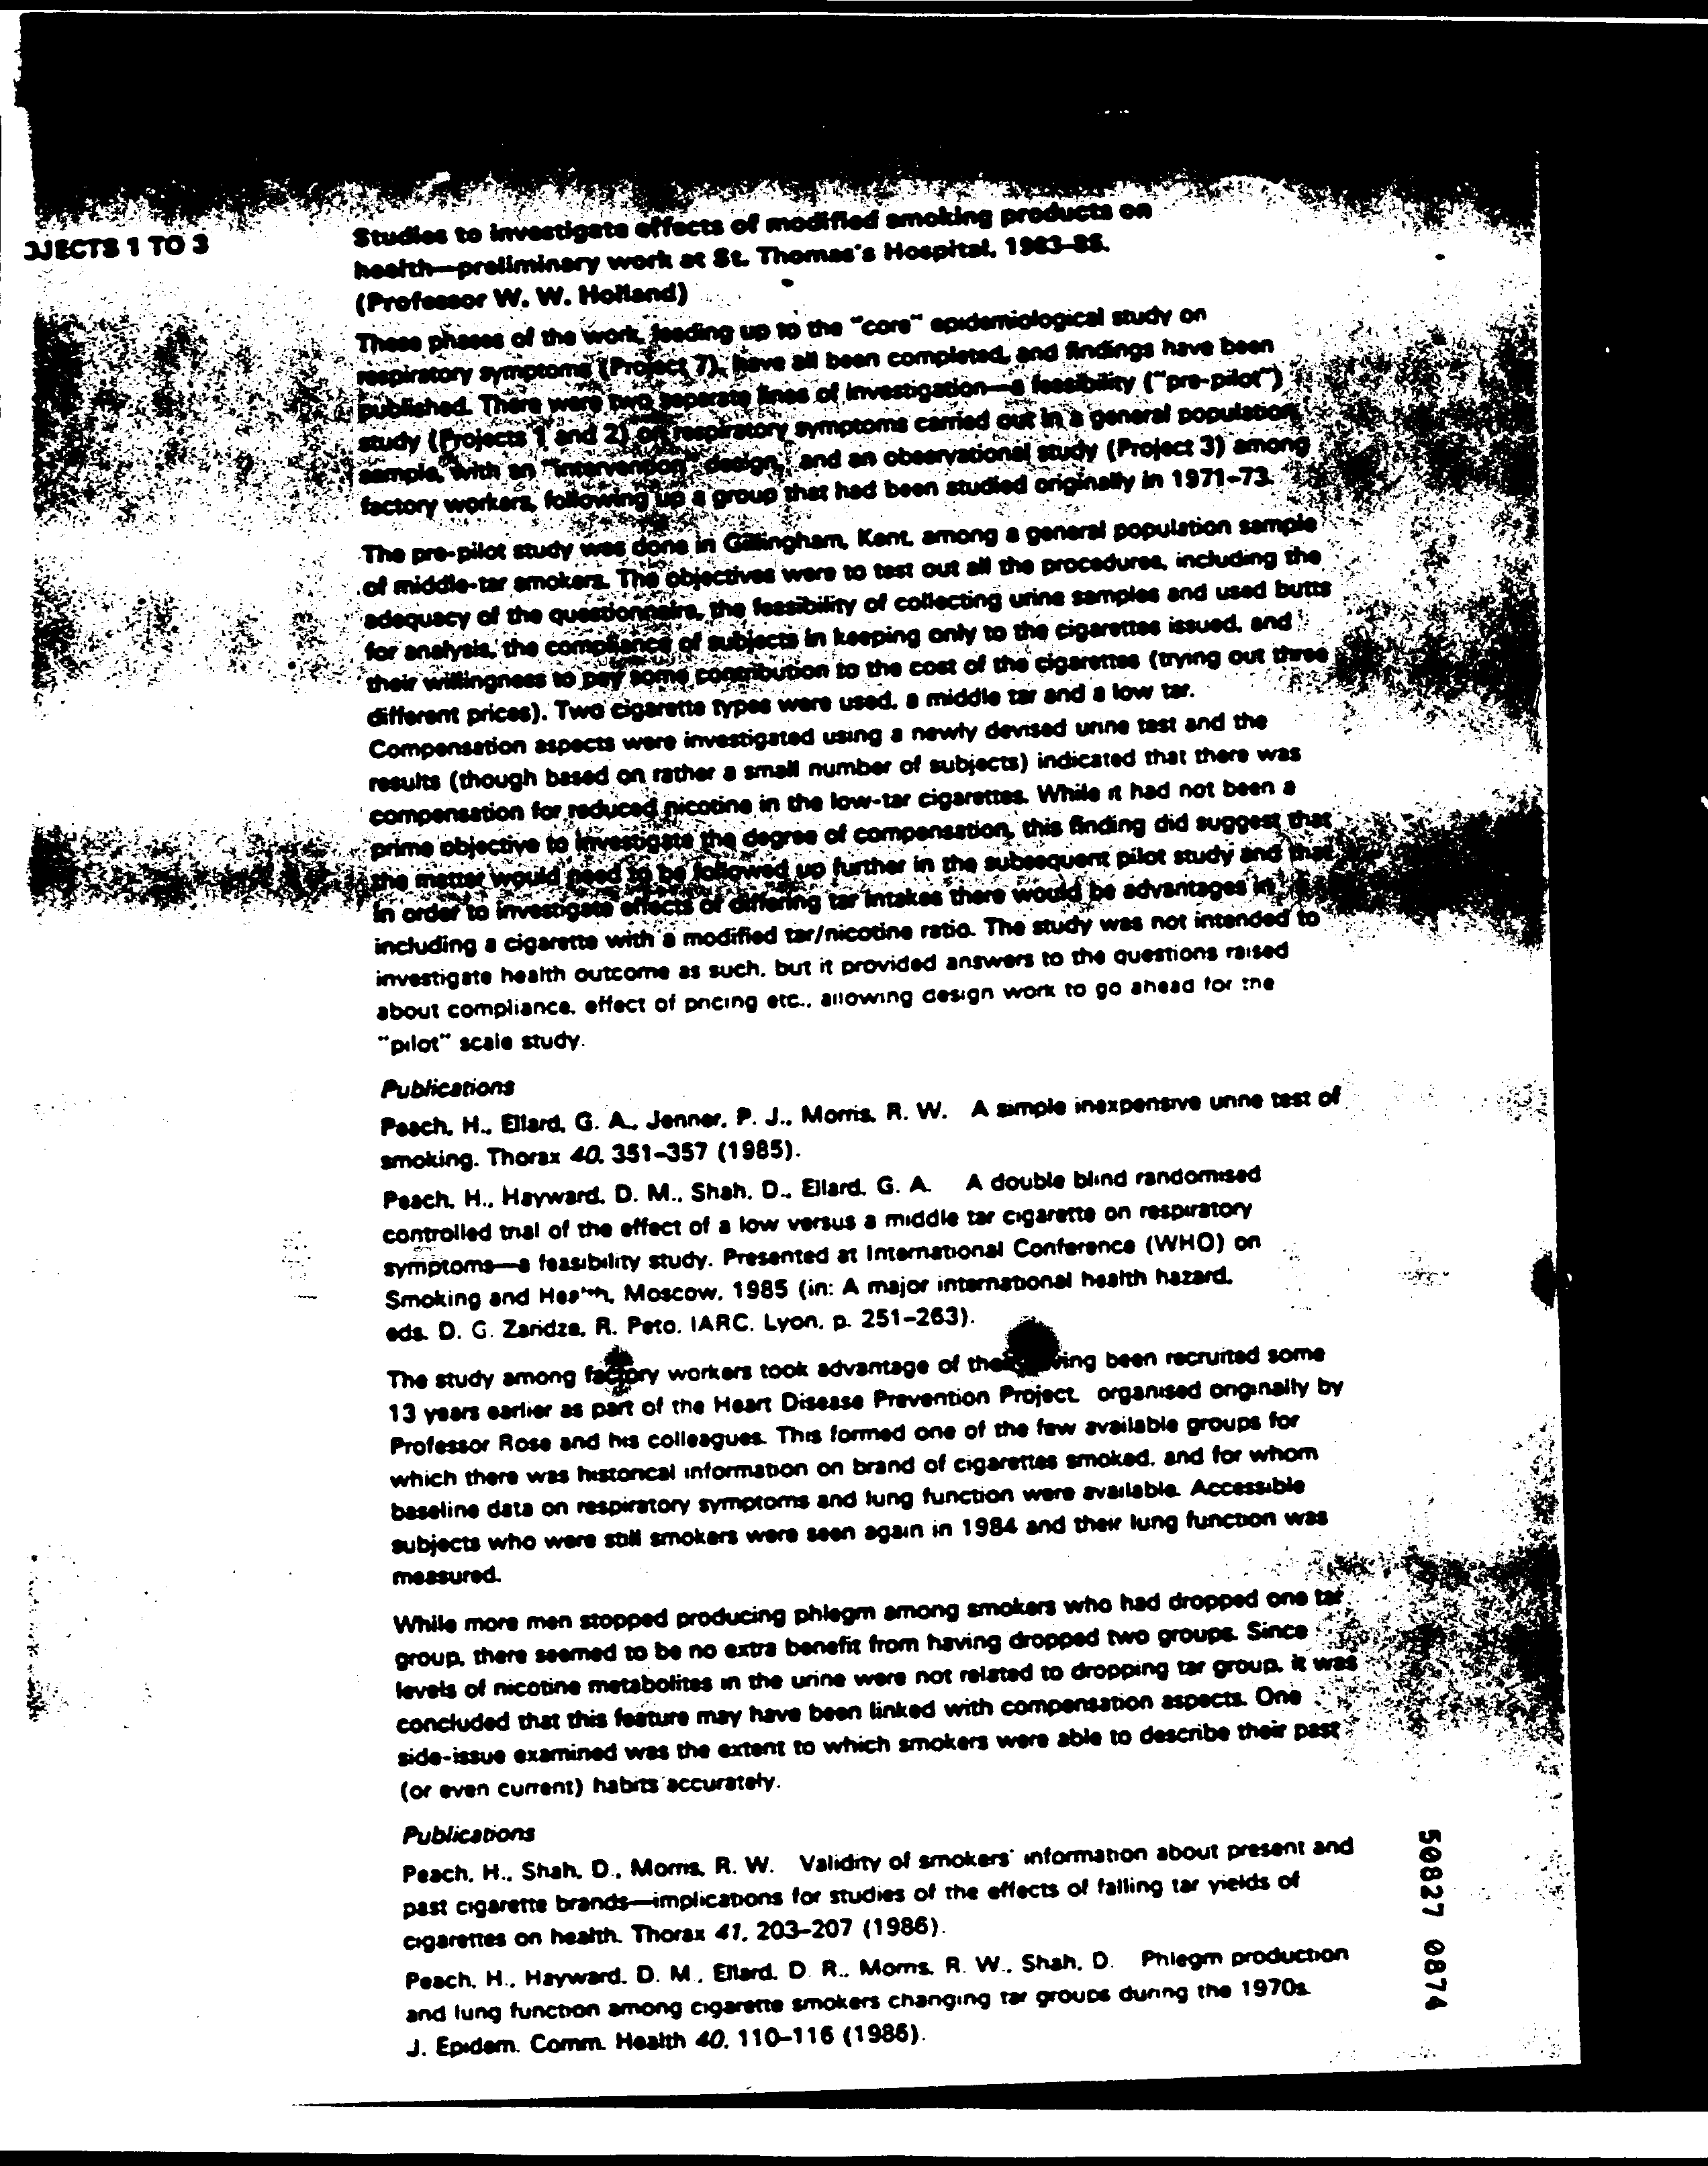 OJECTS 1 TO 3
Studies to investigate effects of modified smoking products on
health—preliminary work at St. Thomas's Hospital, 1983-85.
(Professor W. W. Holland)
These phases of the work, leading up to the "core" epidemiological study on
respiratory symptoms (Project 7), have all been completed, and findings have been
published. There were two separate lines of investigation—a feasibility ("pre-pilot")
study (Projects 1 and 2) on respiratory symptoms carried out in a general population
sample, with an "intervention" design, and an observational study (Project 3) among
factory workers, following up a group that had been studied originally in 1971-73.
The pre-pilot study was done in Gillingham, Kent, among a general population sample
of middle-tar smokers. The objectives were to test out all the procedures, including the
adequacy of the questionnaire, the feasibility of collecting urine samples and used butts
for analysis, the compliance of subjects in keeping only to the cigarettes issued, and
their willingness to pay some contribution to the cost of the cigarettes (trying out three
different prices). Two cigarette types were used, a middle tar and a low tar.
Compensation aspects were investigated using a newly devised urine test and the
results (though based on rather a small number of subjects) indicated that there was
compensation for reduced nicotine in the low-tar cigarettes. While it had not been a
prime objective to investigate the degree of compensation, this finding did suggest that
the matter would need to be followed up further in the subsequent pilot study and that
in order to investigate effects of differing tar intakes there would be advantages in
including a cigarette with a modified tar/nicotine ratio. The study was not intended to
investigate health outcome as such, but it provided answers to the questions raised
about compliance, effect of pricing etc., allowing design work to go ahead for the
"pilot" scale study.
Publications
Peach, H., Ellard, G. A., Jenner, P. J., Morris, R. W. A simple inexpensive urine test of
smoking. Thorax 40, 351-357 (1985).
Peach, H., Hayward, D. M., Shah, D., Ellard, G. A. A double blind randomised
controlled trial of the effect of a low versus a middle tar cigarette on respiratory
symptoms—a feasibility study. Presented at International Conference (WHO) on
Smoking and Health, Moscow, 1985 (in: A major international health hazard,
eds. D. G. Zaridze, R. Peto, IARC, Lyon, p. 251-263).
The study among factory workers took advantage of their having been recruited some
13 years earlier as part of the Heart Disease Prevention Project, organised originally by
Professor Rose and his colleagues. This formed one of the few available groups for
which there was historical information on brand of cigarettes smoked, and for whom
baseline data on respiratory symptoms and lung function were available. Accessible
subjects who were still smokers were seen again in 1984 and their lung function was
measured.
While more men stopped producing phlegm among smokers who had dropped one tar
group, there seemed to be no extra benefit from having dropped two groups. Since
levels of nicotine metabolites in the urine were not related to dropping tar group, it was
concluded that this feature may have been linked with compensation aspects. One
side-issue examined was the extent to which smokers were able to describe their past
(or even current) habits accurately.
Publications
Peach, H., Shah, D., Morris, R. W. Validity of smokers' information about present and
past cigarette brands—implications for studies of the effects of falling tar yields of
cigarettes on health. Thorax 41, 203-207 (1986).
Peach, H., Hayward, D. M., Ellard, D. R., Morris, R. W., Shah, D. Phlegm production
and lung function among cigarette smokers changing tar groups during the 1970s.
J. Epidem. Comm. Health 40, 110-116 (1986).
50827 0874